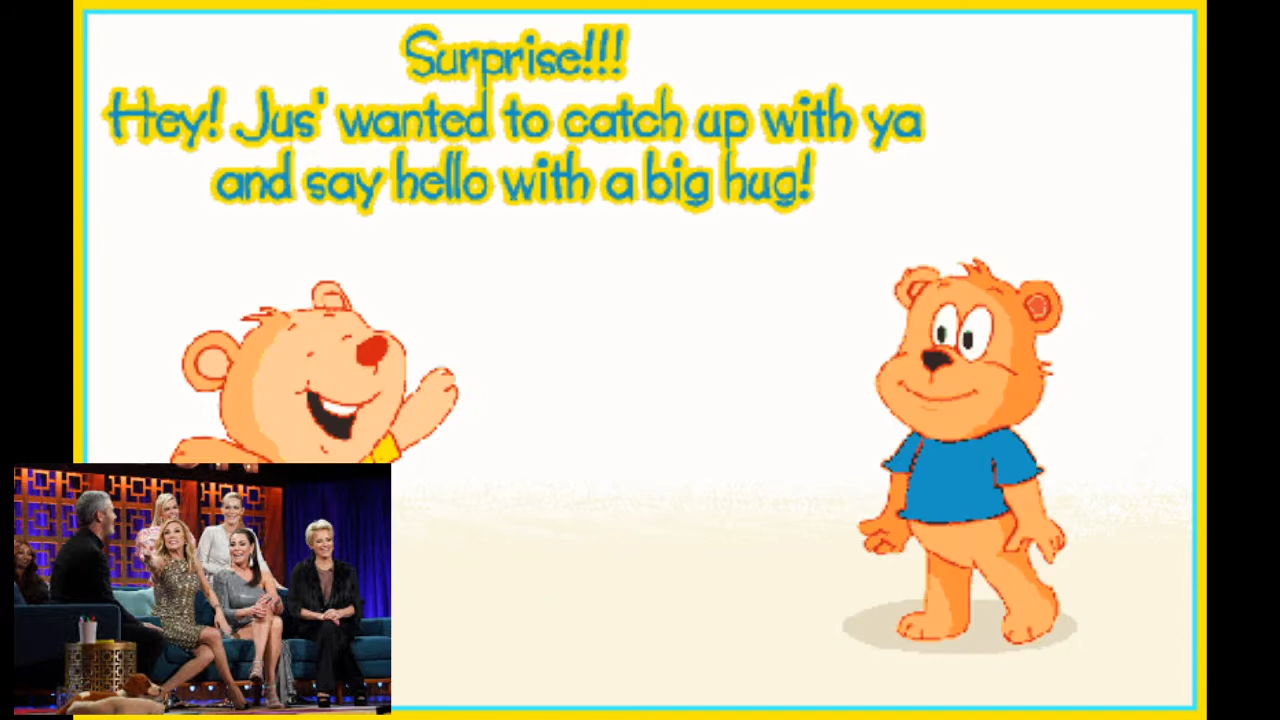 Surprise!!!
Hey! Jus' wanted to catch up with ya
and say hello with a big hug!